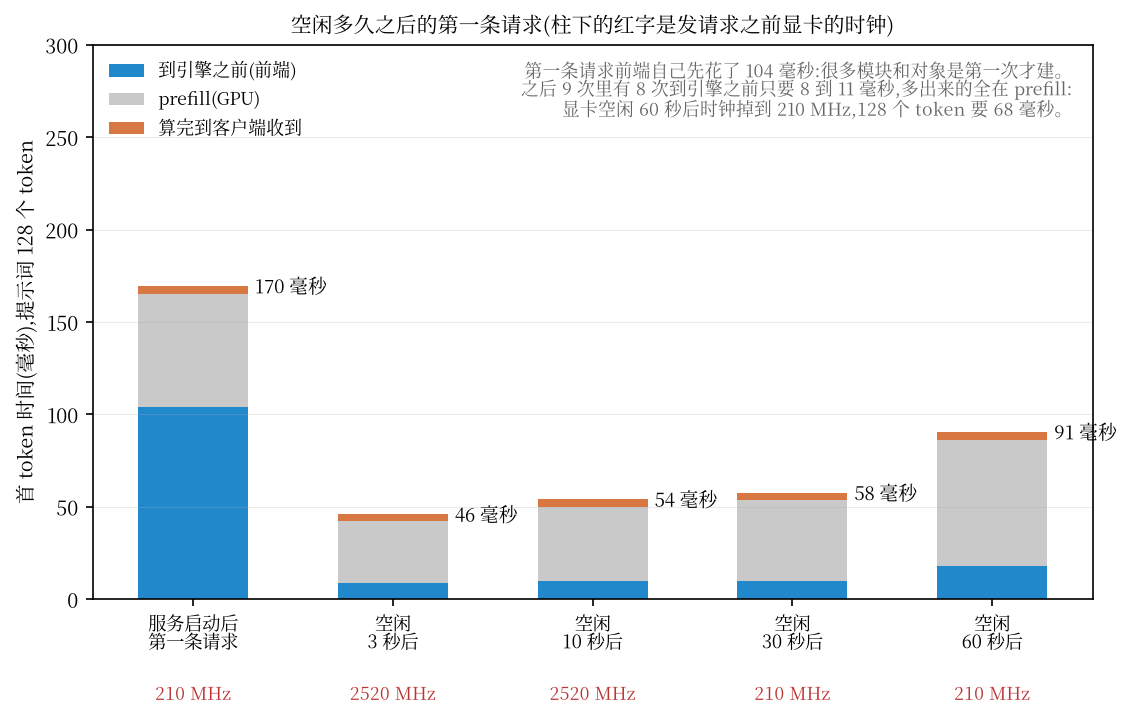 空闲多久之后的第一条请求(柱下的红字是发请求之前显卡的时钟)
首 token 时间(毫秒),提示词 128 个 token
300
250
200
150
100
50
0
到引擎之前(前端)
prefill(GPU)
算完到客户端收到
第一条请求前端自己先花了 104 毫秒:很多模块和对象是第一次才建。
之后 9 次里有 8 次到引擎之前只要 8 到 11 毫秒,多出来的全在 prefill:
显卡空闲 60 秒后时钟掉到 210 MHz,128 个 token 要 68 毫秒。
170 毫秒
46 毫秒
54 毫秒
58 毫秒
91 毫秒
服务启动后
第一条请求
空闲
3 秒后
空闲
10 秒后
空闲
30 秒后
空闲
60 秒后
210 MHz
2520 MHz
2520 MHz
210 MHz
210 MHz